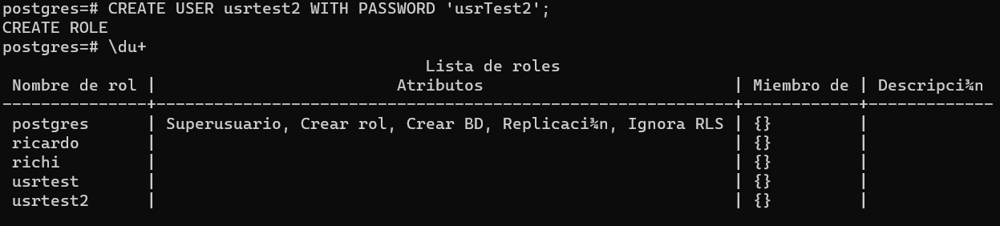 postgres=# CREATE USER usrtest2 WITH PASSWORD 'usrTest2';
CREATE ROLE
postgres=# \du+
Lista de roles
Nombre de rol | Atributos | Miembro de | Descripci¾n
---------------+------------------------------------------------------------+------------+-------------
postgres | Superusuario, Crear rol, Crear BD, Replicaci¾n, Ignora RLS | {} |
ricardo | | {} |
richi | | {} |
usrtest | | {} |
usrtest2 | | {} |